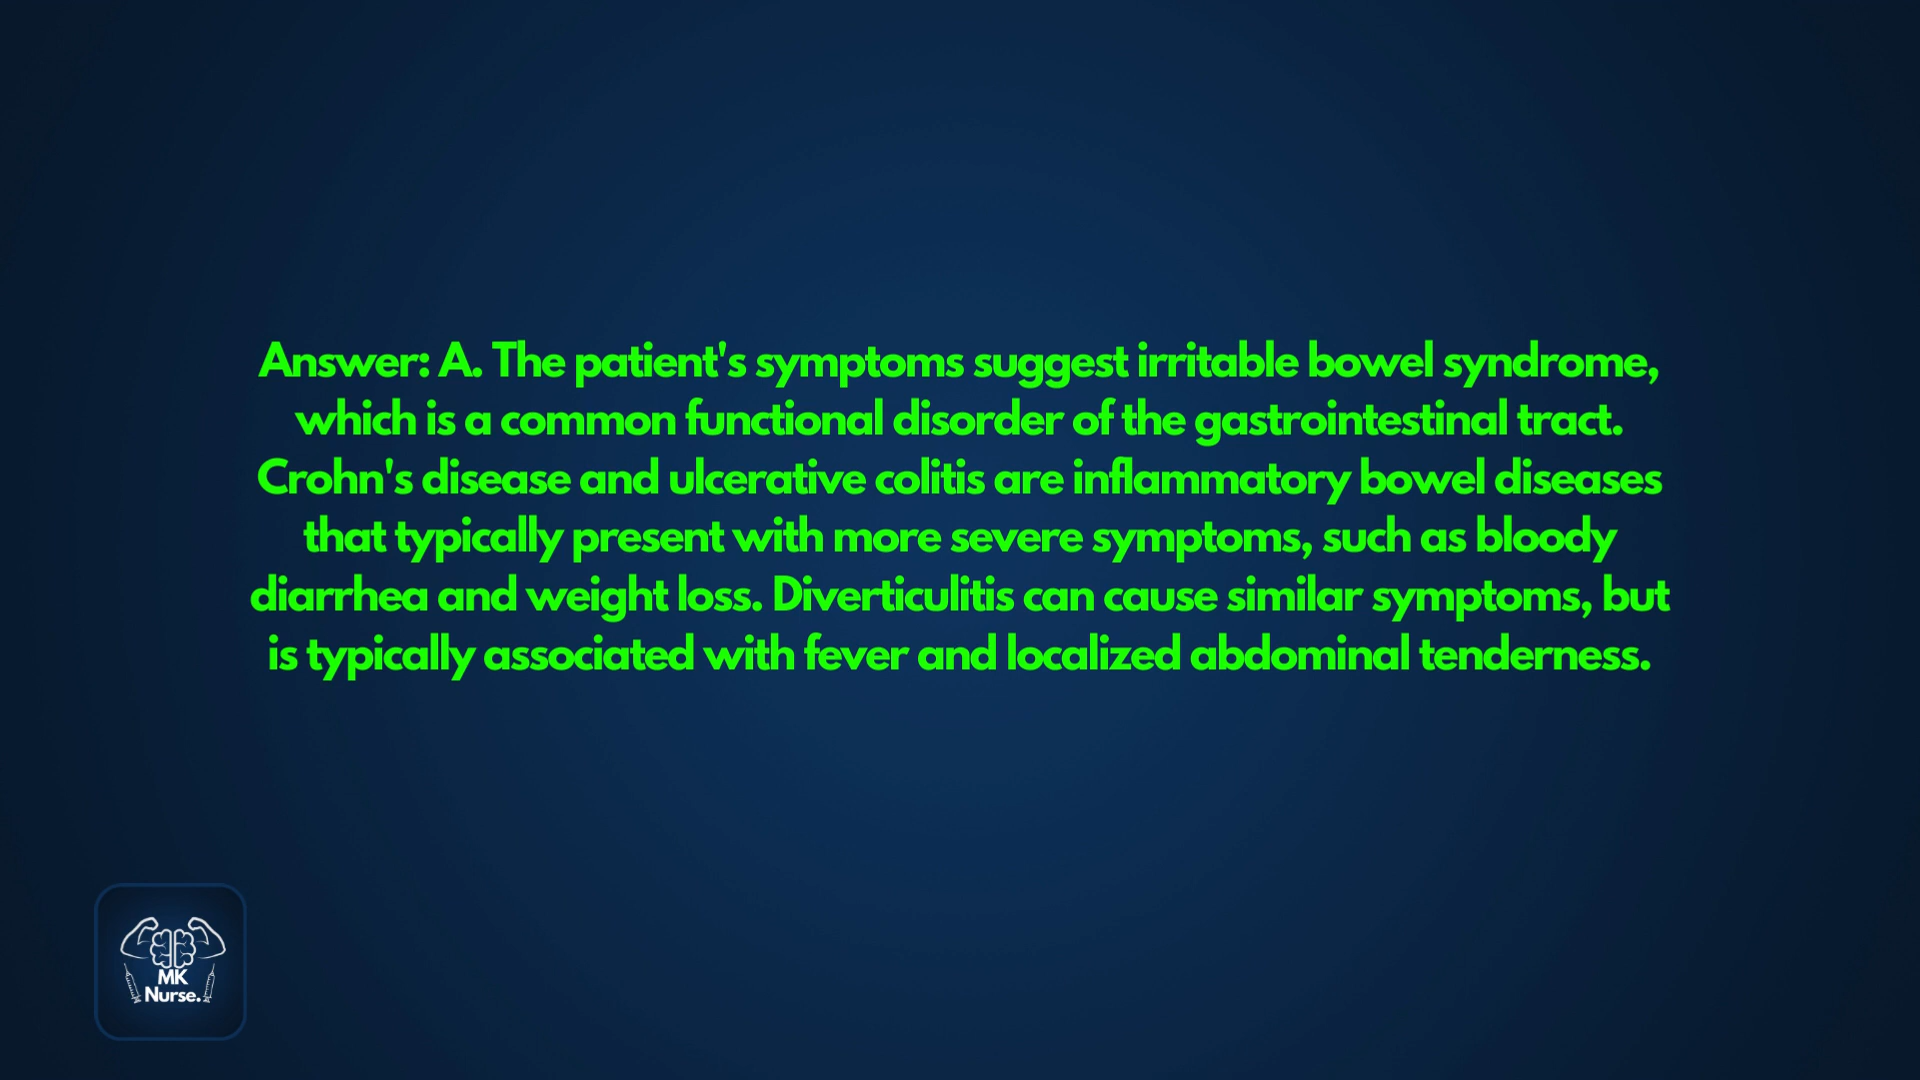 Answer: A. The patient's symptoms suggest irritable bowel syndrome,
which is a common functional disorder of the gastrointestinal tract.
Crohn's disease and ulcerative colitis are inflammatory bowel diseases
that typically present with more severe symptoms, such as bloody
diarrhea and weight loss. Diverticulitis can cause similar symptoms, but
is typically associated with fever and localized abdominal tenderness.
MK
Nurse.